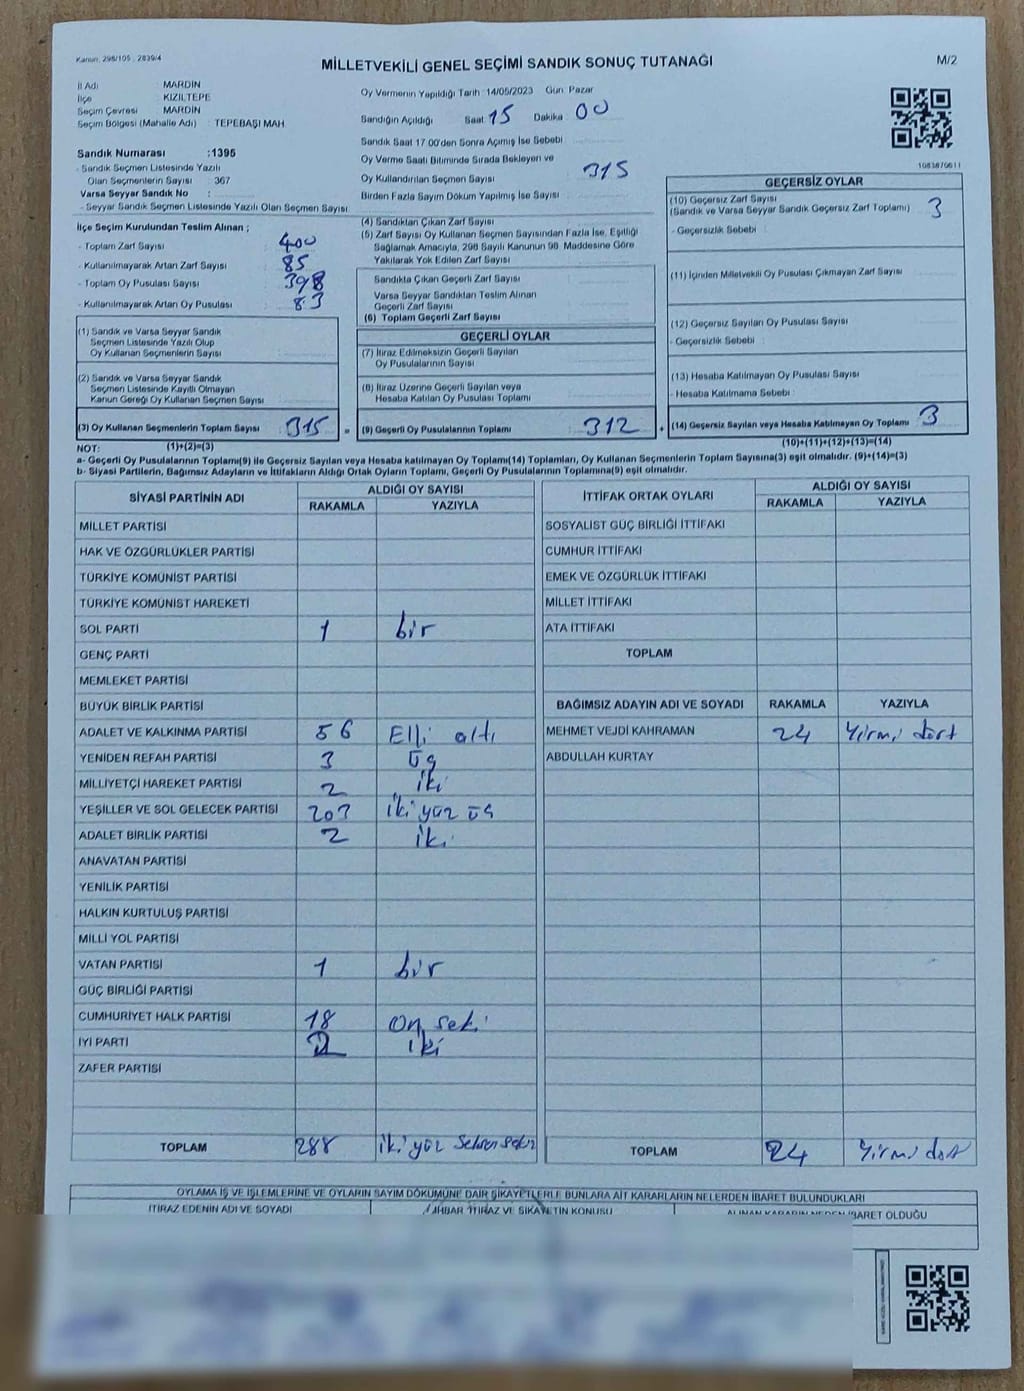 Kanun: 298/105 , 2839/4
MİLLETVEKİLİ GENEL SEÇİMİ SANDIK SONUÇ TUTANAĞI
M/2
İl Adı MARDİN
İlçe KIZILTEPE
Seçim Çevresi MARDİN
Seçim Bölgesi (Mahalle Adı) : TEPEBAŞI MAH
Oy Vermenin Yapıldığı Tarih :14/05/2023 Gün: Pazar
Sandığın Açıldığı Saat 15 Dakika 00
Sandık Saat 17.00'den Sonra Açılmış İse Sebebi
Sandık Numarası :1395
- Sandık Seçmen Listesinde Yazılı
Olan Seçmenlerin Sayısı : 367
Varsa Seyyar Sandık No :
- Seyyar Sandık Seçmen Listesinde Yazılı Olan Seçmen Sayısı
Oy Verme Saati Bitiminde Sırada Bekleyen ve
Oy Kullandırılan Seçmen Sayısı 315
Birden Fazla Sayım Döküm Yapılmış İse Sayısı
1083870611
İlçe Seçim Kurulundan Teslim Alınan ;
- Toplam Zarf Sayısı 400
- Kullanılmayarak Artan Zarf Sayısı 85
- Toplam Oy Pusulası Sayısı 398
- Kullanılmayarak Artan Oy Pusulası 83
(4) Sandıktan Çıkan Zarf Sayısı
(5) Zarf Sayısı Oy Kullanan Seçmen Sayısından Fazla İse, Eşitliği
Sağlamak Amacıyla, 298 Sayılı Kanunun 98. Maddesine Göre
Yakılarak Yok Edilen Zarf Sayısı
Sandıkta Çıkan Geçerli Zarf Sayısı
Varsa Seyyar Sandıktan Teslim Alınan
Geçerli Zarf Sayısı
(6) Toplam Geçerli Zarf Sayısı
GEÇERSİZ OYLAR
(10) Geçersiz Zarf Sayısı
(Sandık ve Varsa Seyyar Sandık Geçersiz Zarf Toplamı) 3
- Geçersizlik Sebebi :
(11) İçinden Milletvekili Oy Pusulası Çıkmayan Zarf Sayısı
(12) Geçersiz Sayılan Oy Pusulası Sayısı
- Geçersizlik Sebebi :
(13) Hesaba Katılmayan Oy Pusulası Sayısı
- Hesaba Katılmama Sebebi :
(14) Geçersiz Sayılan veya Hesaba Katılmayan Oy Toplamı 3
(10)+(11)+(12)+(13)=(14)
(1) Sandık ve Varsa Seyyar Sandık
Seçmen Listesinde Yazılı Olup
Oy Kullanan Seçmenlerin Sayısı
(2) Sandık ve Varsa Seyyar Sandık
Seçmen Listesinde Kayıtlı Olmayan
Kanun Gereği Oy Kullanan Seçmen Sayısı
(3) Oy Kullanan Seçmenlerin Toplam Sayısı 315 =
(1)+(2)=(3)
GEÇERLİ OYLAR
(7) İtiraz Edilmeksizin Geçerli Sayılan
Oy Pusulalarının Sayısı
(8) İtiraz Üzerine Geçerli Sayılan veya
Hesaba Katılan Oy Pusulası Toplamı
(9) Geçerli Oy Pusulalarının Toplamı 312 +
NOT:
a- Geçerli Oy Pusulalarının Toplamı(9) ile Geçersiz Sayılan veya Hesaba katılmayan Oy Toplamı(14) Toplamları, Oy Kullanan Seçmenlerin Toplam Sayısına(3) eşit olmalıdır. (9)+(14)=(3)
b- Siyasi Partilerin, Bağımsız Adayların ve İttifakların Aldığı Ortak Oyların Toplamı, Geçerli Oy Pusulalarının Toplamına(9) eşit olmalıdır.
SİYASİ PARTİNİN ADI ALDIĞI OY SAYISI
RAKAMLA YAZIYLA
MİLLET PARTİSİ
HAK VE ÖZGÜRLÜKLER PARTİSİ
TÜRKİYE KOMÜNİST PARTİSİ
TÜRKİYE KOMÜNİST HAREKETİ
SOL PARTİ 1 bir
GENÇ PARTİ
MEMLEKET PARTİSİ
BÜYÜK BİRLİK PARTİSİ
ADALET VE KALKINMA PARTİSİ 56 Elli altı
YENİDEN REFAH PARTİSİ 3 üç
MİLLİYETÇİ HAREKET PARTİSİ 2 iki
YEŞİLLER VE SOL GELECEK PARTİSİ 203 iki yüz üç
ADALET BİRLİK PARTİSİ 2 iki
ANAVATAN PARTİSİ
YENİLİK PARTİSİ
HALKIN KURTULUŞ PARTİSİ
MİLLİ YOL PARTİSİ
VATAN PARTİSİ 1 bir
GÜÇ BİRLİĞİ PARTİSİ
CUMHURİYET HALK PARTİSİ 18 On seki
İYİ PARTİ 2 iki
ZAFER PARTİSİ
TOPLAM 288 iki yüz Seksen sekiz
İTTİFAK ORTAK OYLARI ALDIĞI OY SAYISI
RAKAMLA YAZIYLA
SOSYALİST GÜÇ BİRLİĞİ İTTİFAKI
CUMHUR İTTİFAKI
EMEK VE ÖZGÜRLÜK İTTİFAKI
MİLLET İTTİFAKI
ATA İTTİFAKI
TOPLAM
BAĞIMSIZ ADAYIN ADI VE SOYADI RAKAMLA YAZIYLA
MEHMET VEJDİ KAHRAMAN 24 Yirmi dört
ABDULLAH KURTAY
TOPLAM 24 Yirmi dört
OYLAMA İŞ VE İŞLEMLERİNE VE OYLARIN SAYIM DÖKÜMÜNE DAİR ŞİKAYETLERLE BUNLARA AİT KARARLARIN NELERDEN İBARET BULUNDUKLARI
İTİRAZ EDENİN ADI VE SOYADI İHBAR İTİRAZ VE ŞİKAYETİN KONUSU ALINAN KARARIN NEDEN İBARET OLDUĞU